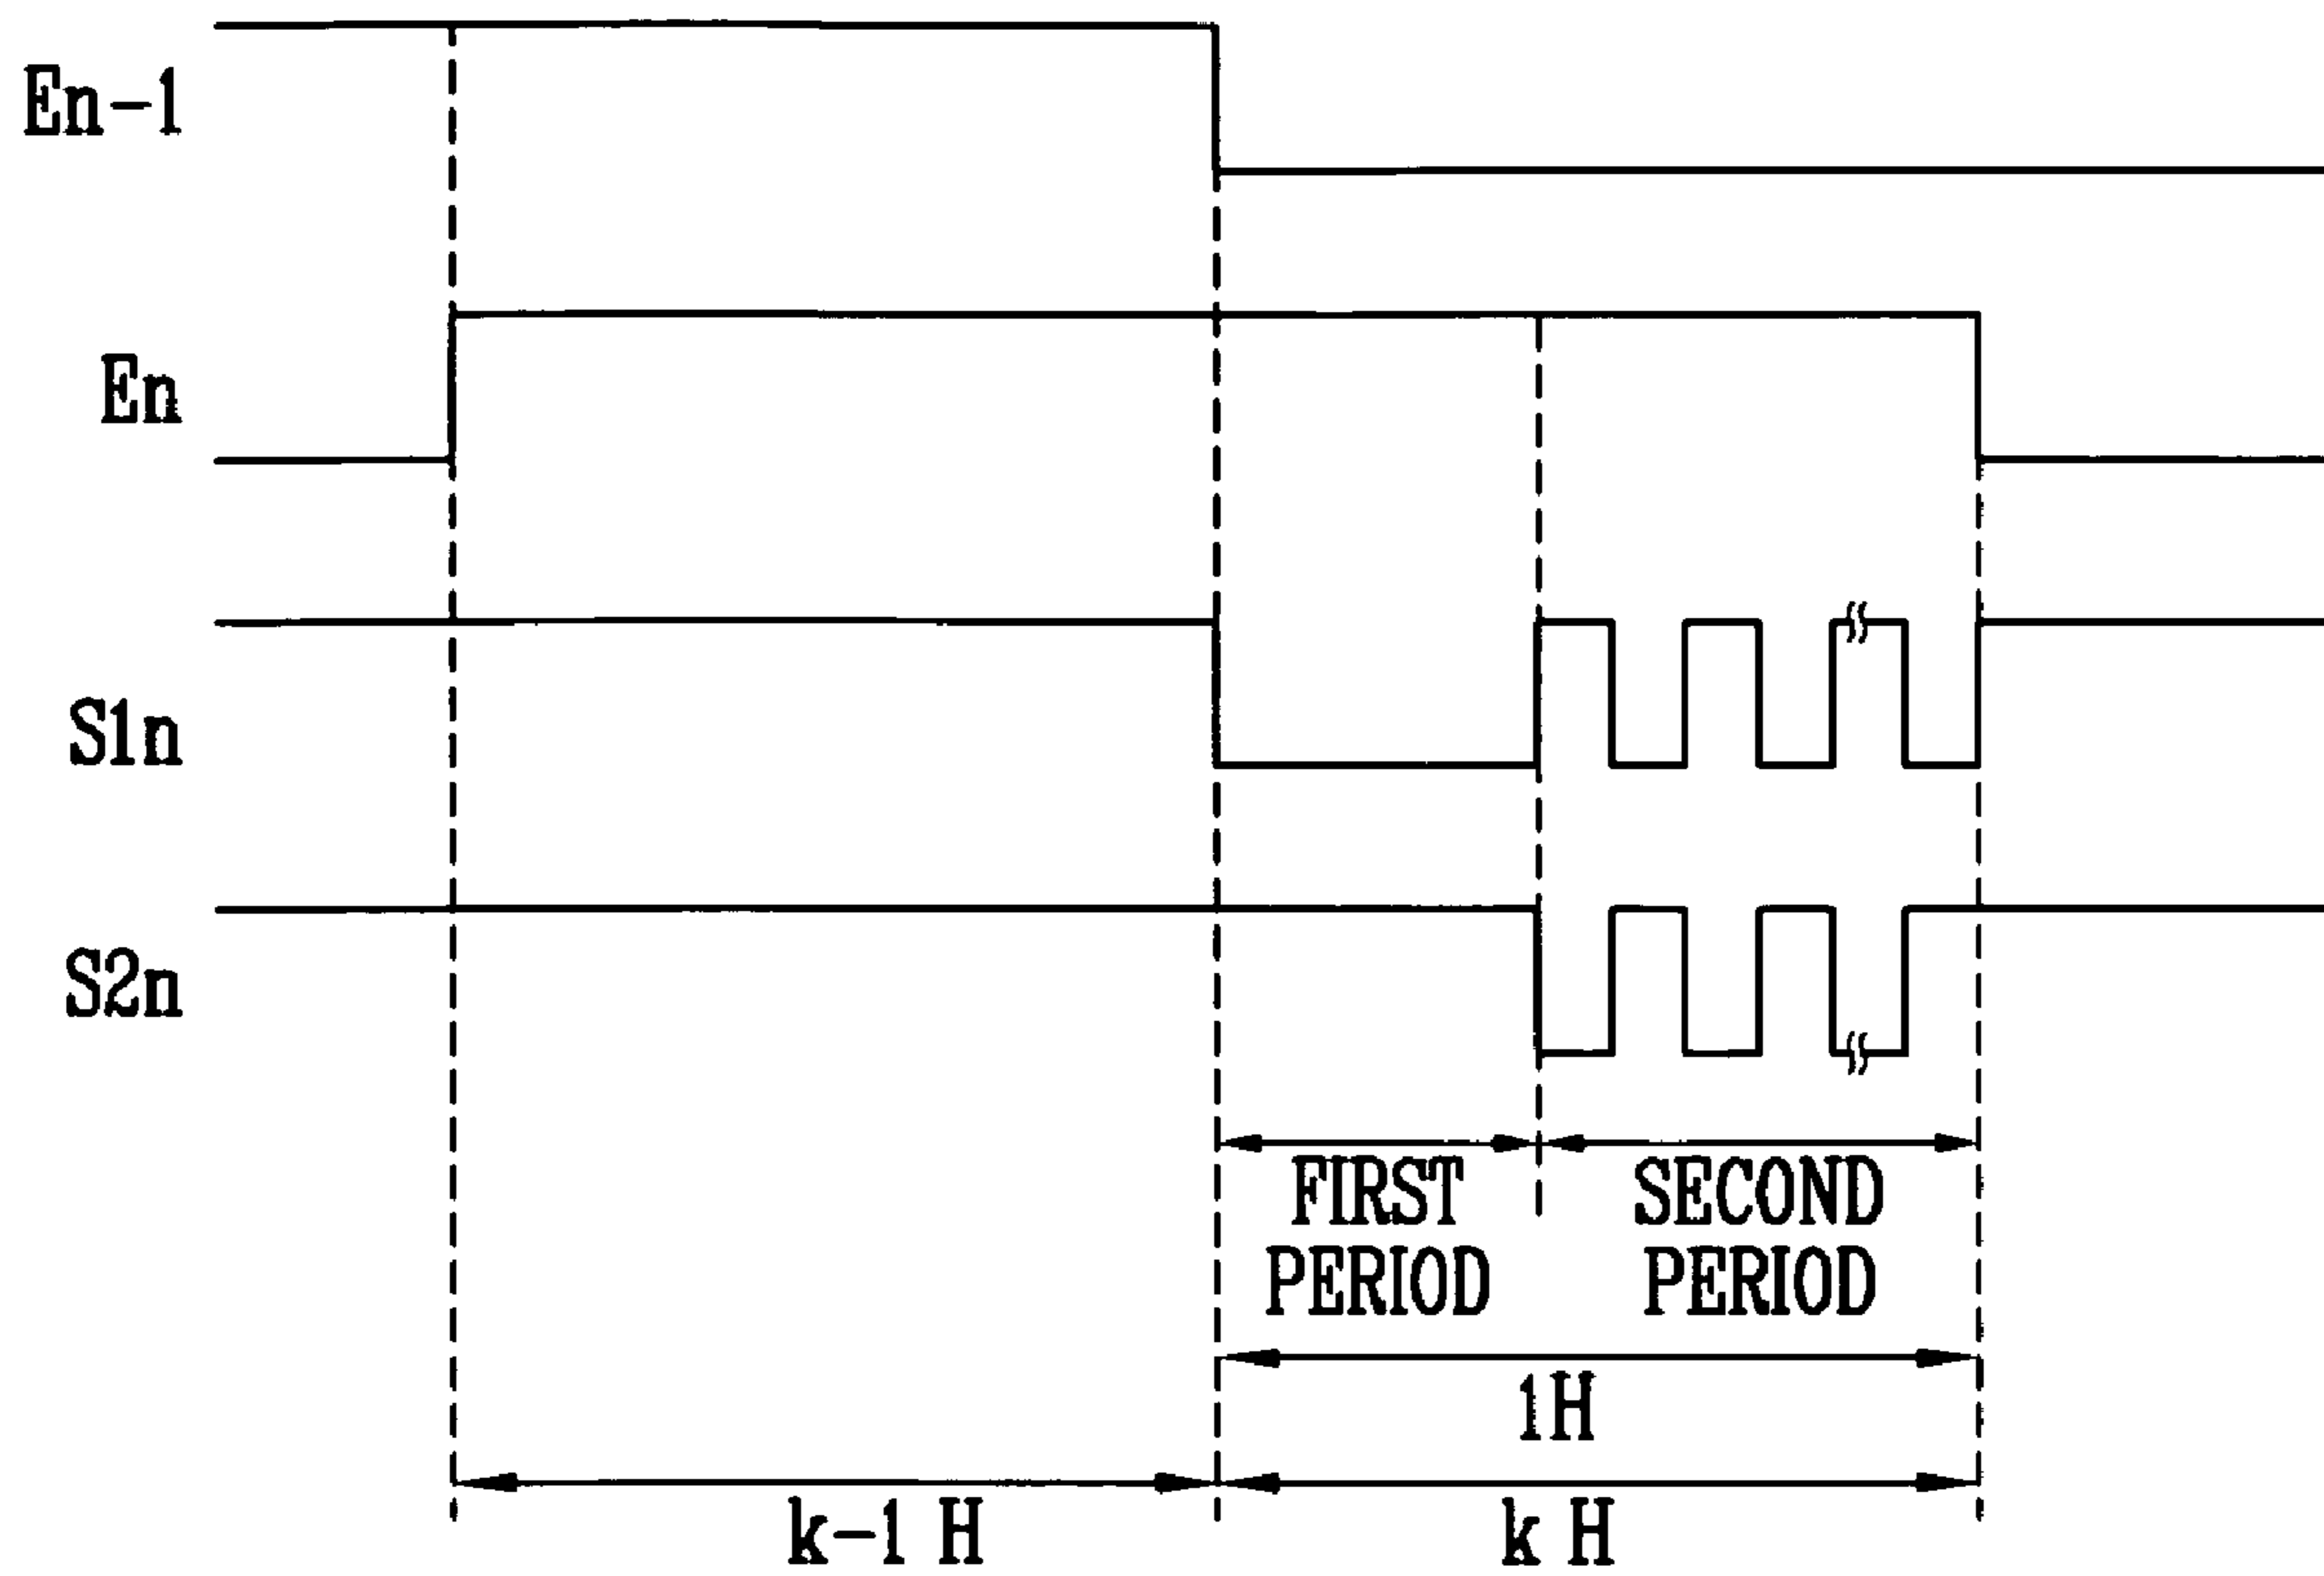 En-1
En
S1n
S2n
FIRST
PERIOD
SECOND
PERIOD
1H
k-1 H
k H